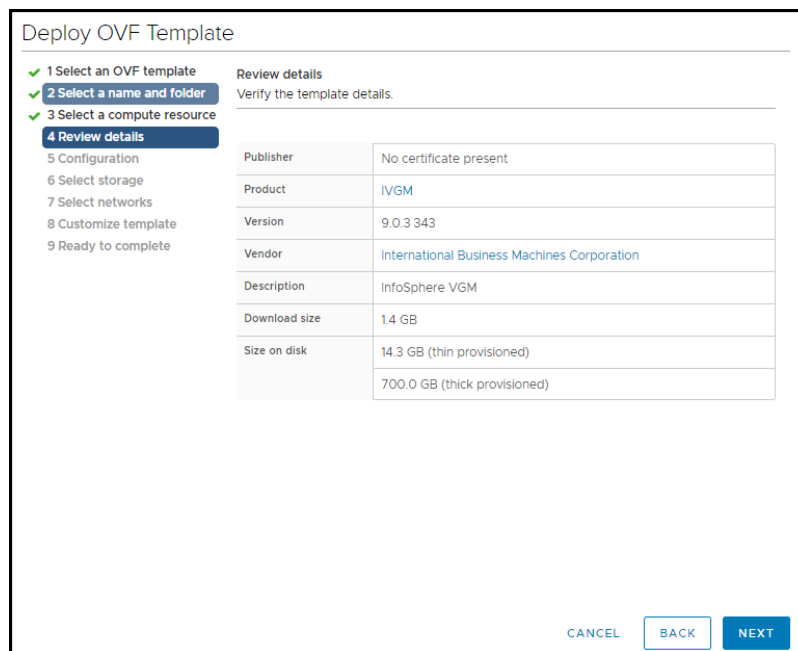 Deploy OVF Template
1 Select an OVF template
2 Select a name and folder
3 Select a compute resource
4 Review details
5 Configuration
6 Select storage
7 Select networks
8 Customize template
9 Ready to complete
Review details
Verify the template details.
Publisher No certificate present
Product IVGM
Version 9.0.3 343
Vendor International Business Machines Corporation
Description InfoSphere VGM
Download size 1.4 GB
Size on disk 14.3 GB (thin provisioned)
700.0 GB (thick provisioned)
CANCEL BACK NEXT